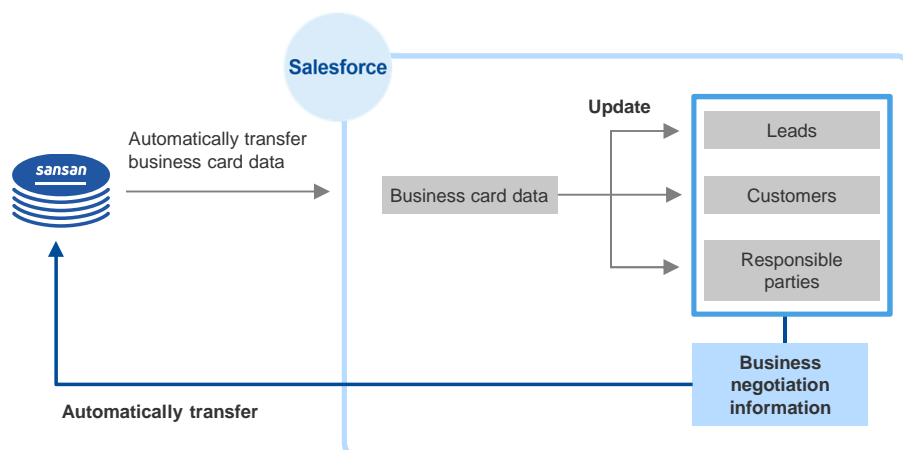 Salesforce
Automatically transfer
business card data
sansan
Update
Business card data
Leads
Customers
Responsible
parties
Business
negotiation
information
Automatically transfer